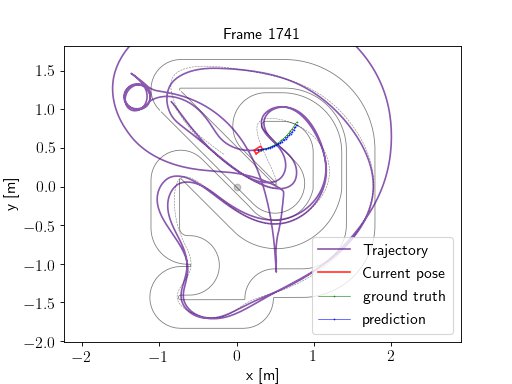 Frame 1741
y [m]
1.5
1.0
0.5
0.0
−0.5
−1.0
−1.5
−2.0
−2
−1
0
1
2
x [m]
Trajectory
Current pose
ground truth
prediction